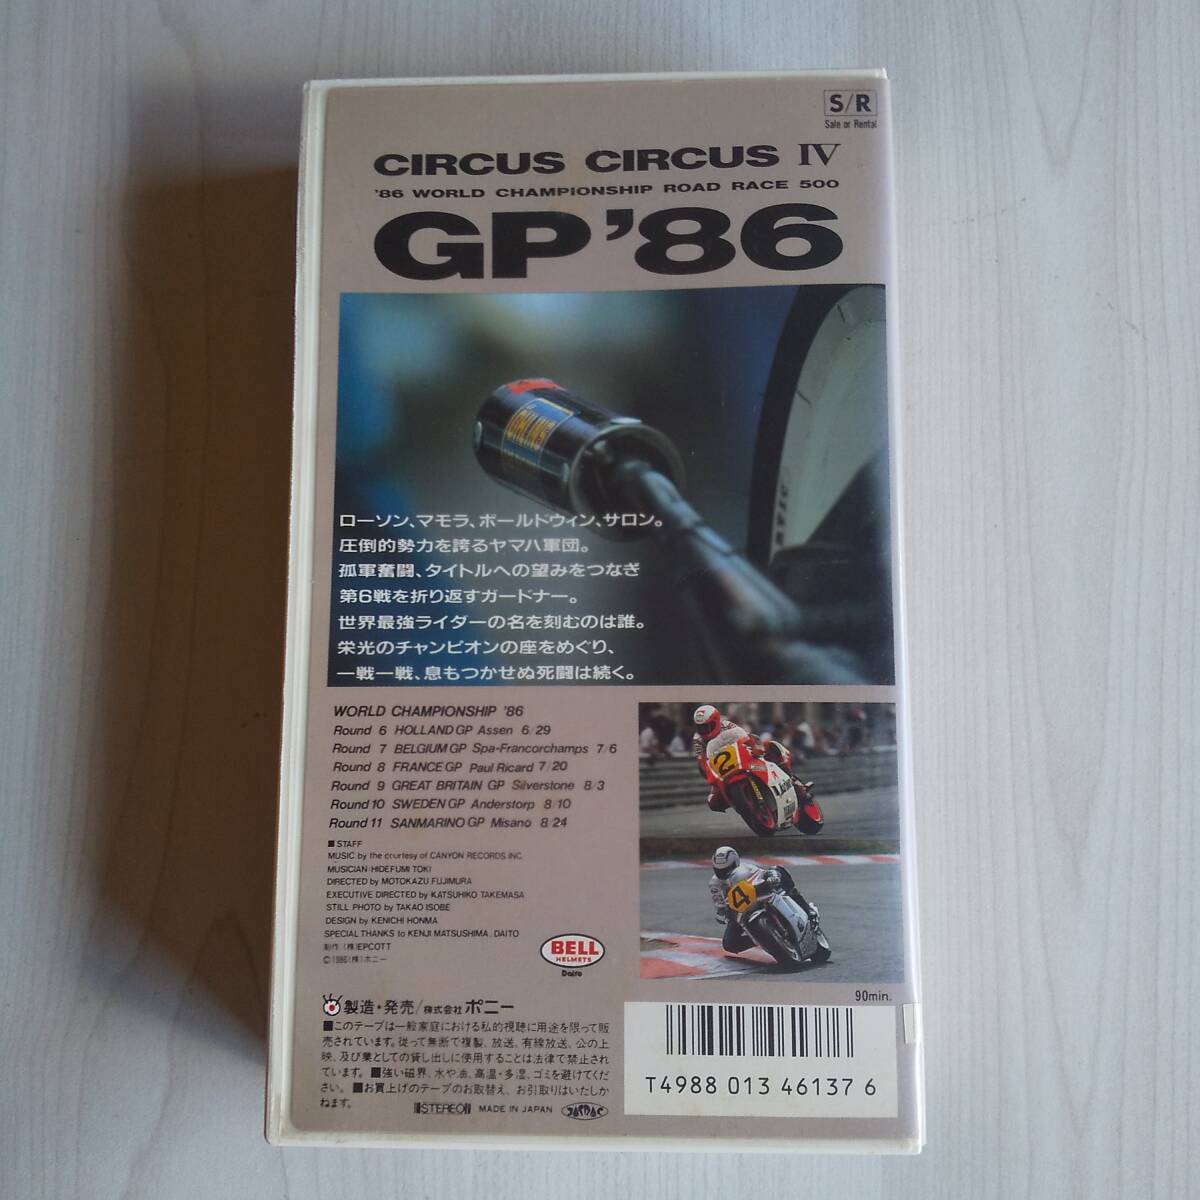 S/R
Sale or Rental
CIRCUS CIRCUS IV
'86 WORLD CHAMPIONSHIP ROAD RACE 500
GP '86
ÖHLINS
ローソン、マモラ、ボールドウィン、サロン。
圧倒的勢力を誇るヤマハ軍団。
孤軍奮闘、タイトルへの望みをつなぎ
第6戦を折り返すガードナー。
世界最強ライダーの名を刻むのは誰。
栄光のチャンピオンの座をめぐり、
一戦一戦、息もつかせぬ死闘は続く。
WORLD CHAMPIONSHIP '86
Round 6 HOLLAND GP Assen 6/29
Round 7 BELGIUM GP Spa-Francorchamps 7/6
Round 8 FRANCE GP Paul Ricard 7/20
Round 9 GREAT BRITAIN GP Silverstone 8/3
Round 10 SWEDEN GP Anderstorp 8/10
Round 11 SANMARINO GP Misano 8/24
2
4
■STAFF
MUSIC by the courtesy of CANYON RECORDS INC.
MUSICIAN:HIDEFUMI TOKI
DIRECTED by MOTOKAZU FUJIMURA
EXECUTIVE DIRECTED by KATSUHIKO TAKEMASA
STILL PHOTO by TAKAO ISOBE
DESIGN by KENICHI HONMA
SPECIAL THANKS to KENJI MATSUSHIMA, DAITO
制作:(株)EPCOTT
©1986(株)ポニー
BELL
HELMETS
Daito
90min.
製造・発売/株式会社 ポニー
■このテープは一般家庭における私的視聴に用途を限って販
売されています。従って無断で複製、放送、有線放送、公の上
映、及び業としての貸し出しに使用することは法律で禁止され
ています。■強い磁界、水や油、高温・多湿、ゴミを避けてくだ
さい。■お買上げのテープのお取替え、お引取りはいたしか
ねます。
STEREO MADE IN JAPAN JASRAC
T4988 013 46137 6